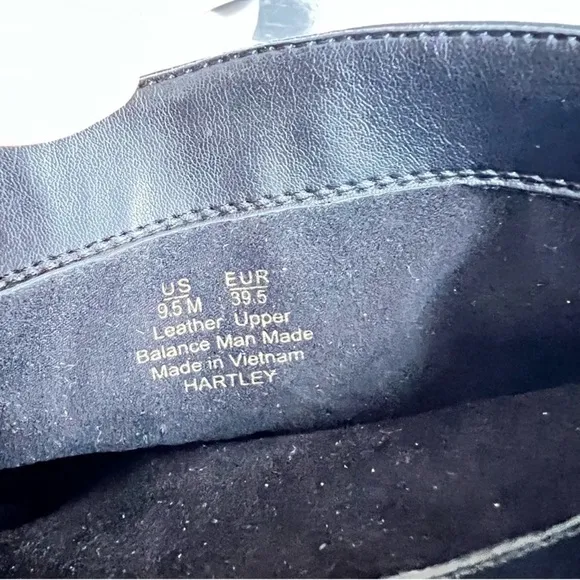 US EUR
9.5 M 39.5
Leather Upper
Balance Man Made
Made in Vietnam
HARTLEY